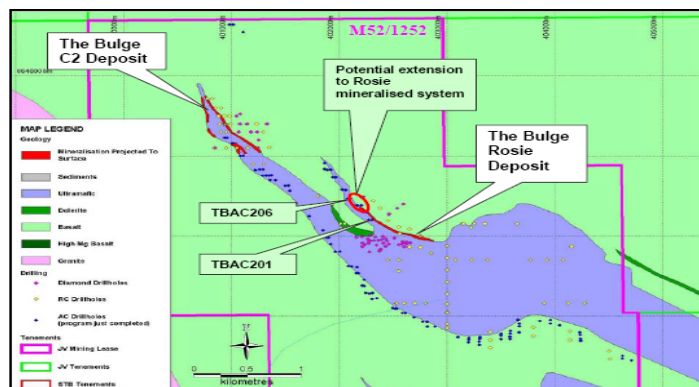 M52/1252
The Bulge
C2 Deposit
Potential extension
to Rosie
mineralised system
The Bulge
Rosie
Deposit
TBAC206
TBAC201
MAP LEGEND
Geology
Mineralisation Projected To
Surface
Sediments
Ultramafic
Dolerite
Basalt
High-Mg Basalt
Granite
Drilling
Diamond Drillholes
RC Drillholes
AC Drillholes
(program just completed)
Tenements
JV Mining Lease
JV Tenements
STB Tenements
0
0.5
1
kilometres